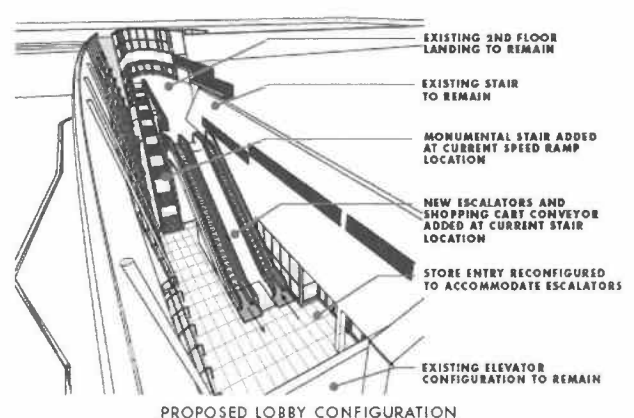 EXISTING 2ND FLOOR
LANDING TO REMAIN
EXISTING STAIR
TO REMAIN
MONUMENTAL STAIR ADDED
AT CURRENT SPEED RAMP
LOCATION
NEW ESCALATORS AND
SHOPPING CART CONVEYOR
ADDED AT CURRENT STAIR
LOCATION
STORE ENTRY RECONFIGURED
TO ACCOMMODATE ESCALATORS
EXISTING ELEVATOR
CONFIGURATION TO REMAIN
PROPOSED LOBBY CONFIGURATION